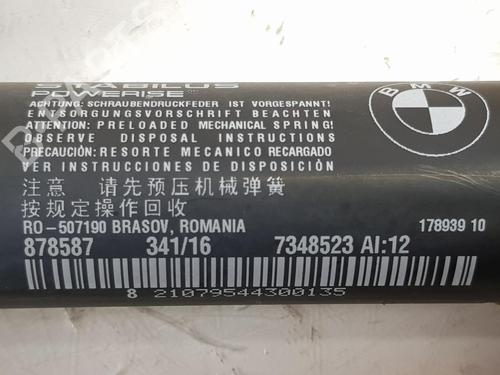 STABILUS
POWERISE®
ACHTUNG: SCHRAUBENDRUCKFEDER IST VORGESPANNT!
ENTSORGUNGSVORSCHRIFT BEACHTEN
ATTENTION: PRELOADED MECHANICAL SPRING!
OBSERVE DISPOSAL INSTRUCTIONS
PRECAUCIÓN: RESORTE MECANICO RECARGADO
VER INSTRUCCIONES DE DISPOSICIÓN
注意 请先预压机械弹簧
按规定操作回收
RO-507190 BRASOV, ROMANIA
178939 10
878587 341/16 7348523 AI:12
8 21079544300135
BMW